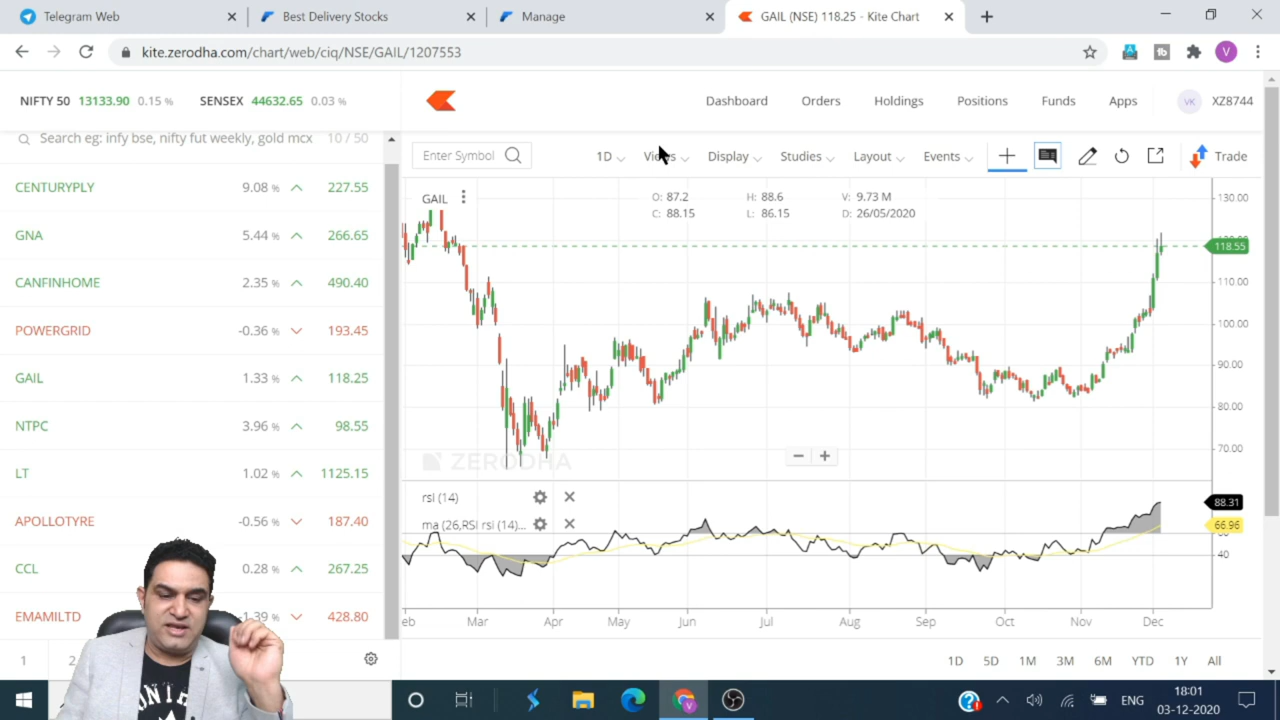 Telegram Web
Best Delivery Stocks
Manage
GAIL (NSE) 118.25 - Kite Chart
kite.zerodha.com/chart/web/ciq/NSE/GAIL/1207553
V
NIFTY 50 13133.90 0.15 %
SENSEX 44632.65 0.03 %
Dashboard
Orders
Holdings
Positions
Funds
Apps
VK
XZ8744
Search eg: infy bse, nifty fut weekly, gold mcx 10 / 50
CENTURYPLY 9.08 % 227.55
GNA 5.44 % 266.65
CANFINHOME 2.35 % 490.40
POWERGRID -0.36 % 193.45
GAIL 1.33 % 118.25
NTPC 3.96 % 98.55
LT 1.02 % 1125.15
APOLLOTYRE -0.56 % 187.40
CCL 0.28 % 267.25
EMAMILTD -1.39 % 428.80
1 2
Enter Symbol
1D
Views
Display
Studies
Layout
Events
Trade
GAIL
O: 87.2 H: 88.6 V: 9.73 M
C: 88.15 L: 86.15 D: 26/05/2020
130.00
118.55
110.00
100.00
90.00
80.00
70.00
ZERODHA
rsi (14)
ma (26,RSI rsi (14)...
88.31
66.96
40
eb Mar Apr May Jun Jul Aug Sep Oct Nov Dec
1D 5D 1M 3M 6M YTD 1Y All
ENG
18:01
03-12-2020